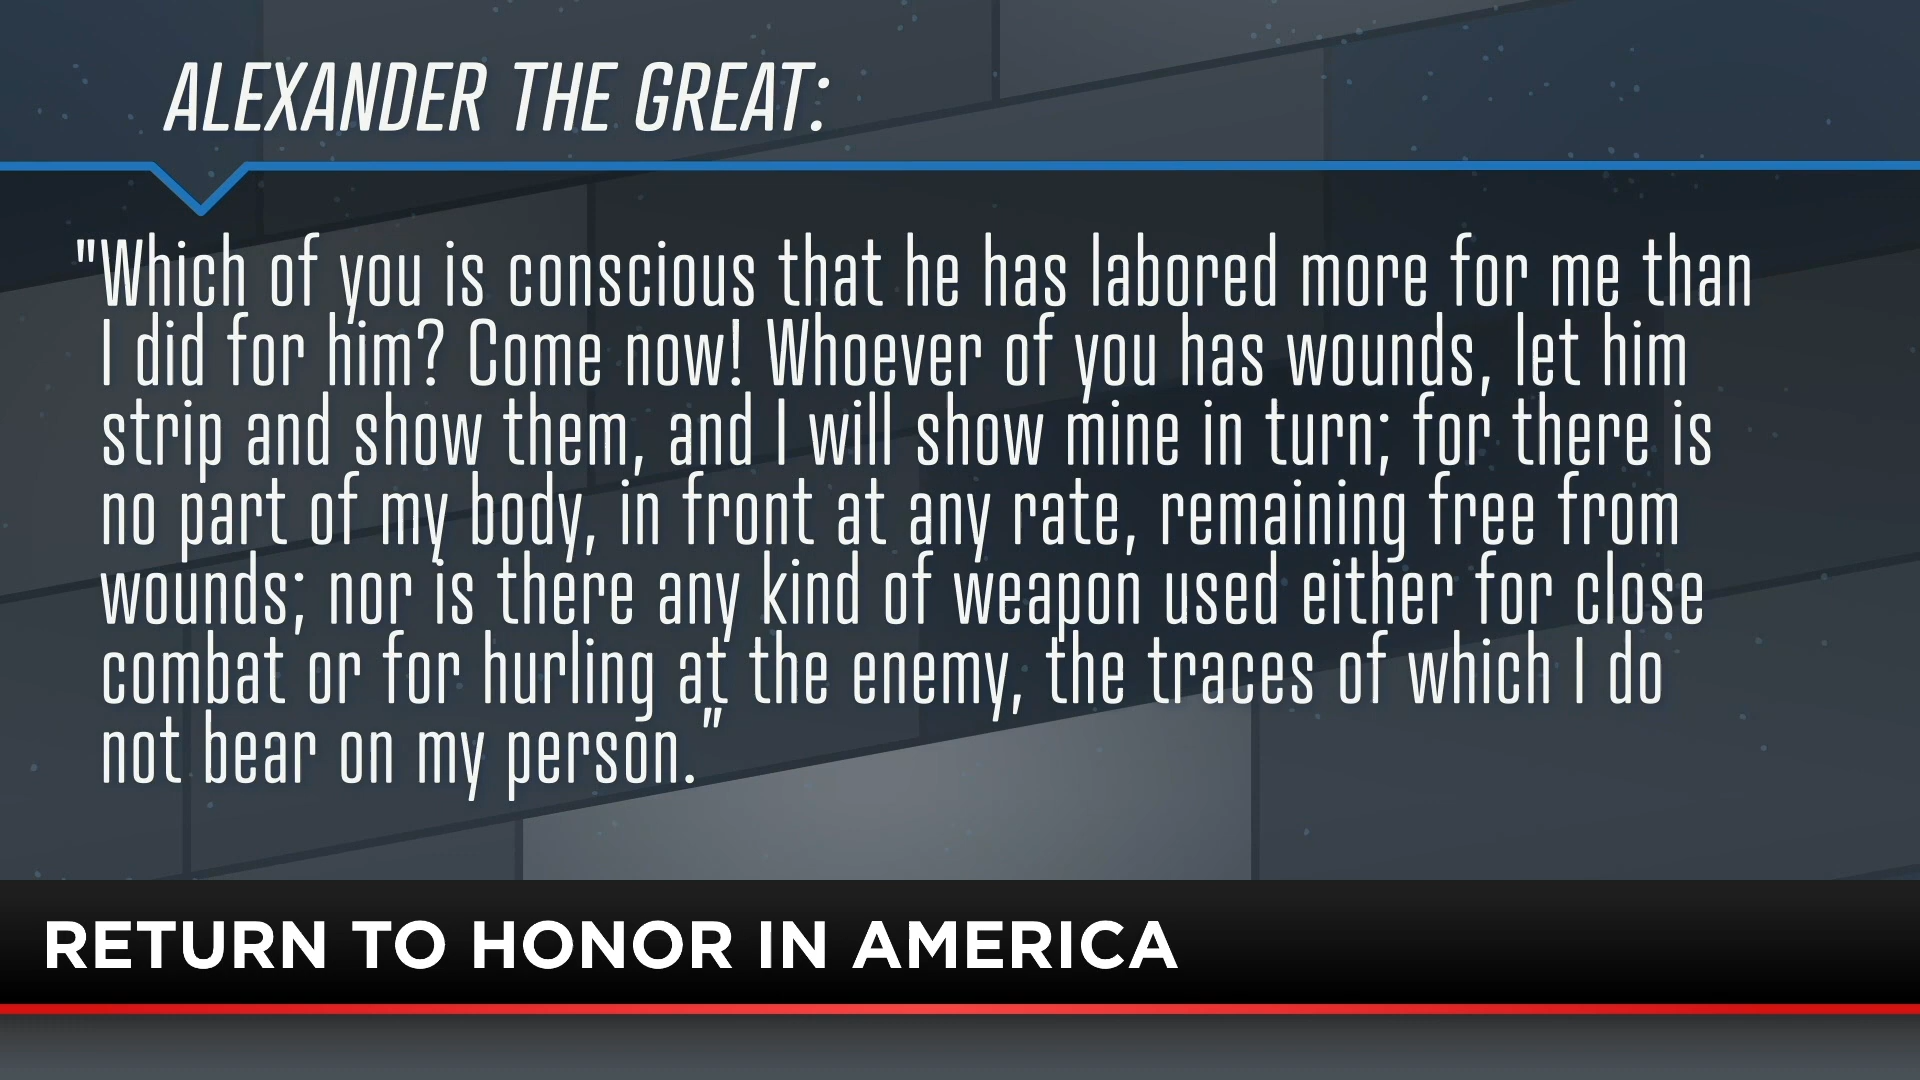 ALEXANDER THE GREAT:
"Which of you is conscious that he has labored more for me than
I did for him? Come now! Whoever of you has wounds, let him
strip and show them, and I will show mine in turn; for there is
no part of my body, in front at any rate, remaining free from
wounds; nor is there any kind of weapon used either for close
combat or for hurling at the enemy, the traces of which I do
not bear on my person.”
RETURN TO HONOR IN AMERICA